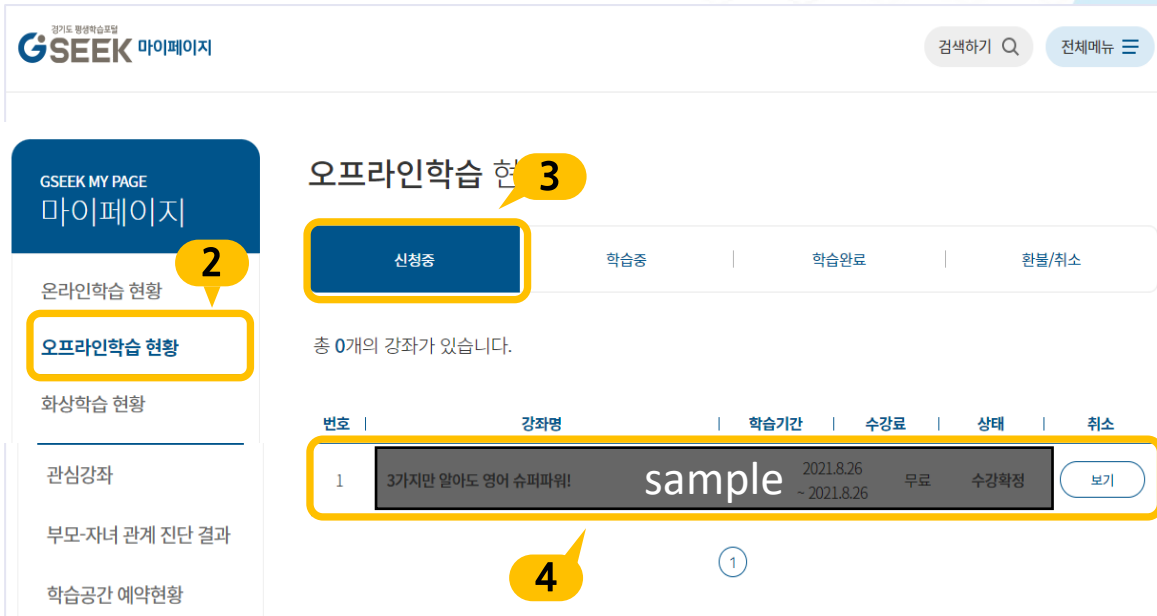 경기도 평생학습포털
GSEEK 마이페이지
검색하기
전체메뉴
GSEEK MY PAGE
마이페이지
2
온라인학습 현황
오프라인학습 현황
화상학습 현황
관심강좌
부모-자녀 관계 진단 결과
학습공간 예약현황
오프라인학습 현
3
신청중 학습중 학습완료 환불/취소
총 0개의 강좌가 있습니다.
번호 강좌명 학습기간 수강료 상태 취소
1 3가지만 알아도 영어 슈퍼파워! sample 2021.8.26 ~ 2021.8.26 무료 수강확정 보기
4
1